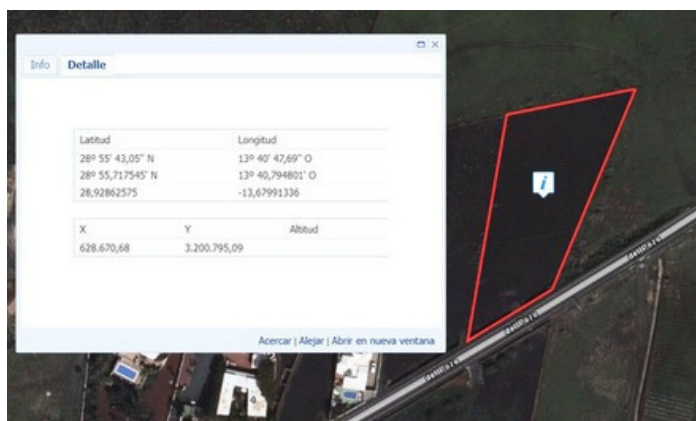 Info Detalle
Latitud Longitud
28º 55' 43,05" N 13º 40' 47,69" O
28º 55,717545' N 13º 40,794801' O
28,92862575 -13,67991336
X Y Altitud
628.670,68 3.200.795,09
Acercar | Alejar | Abrir en nueva ventana
i